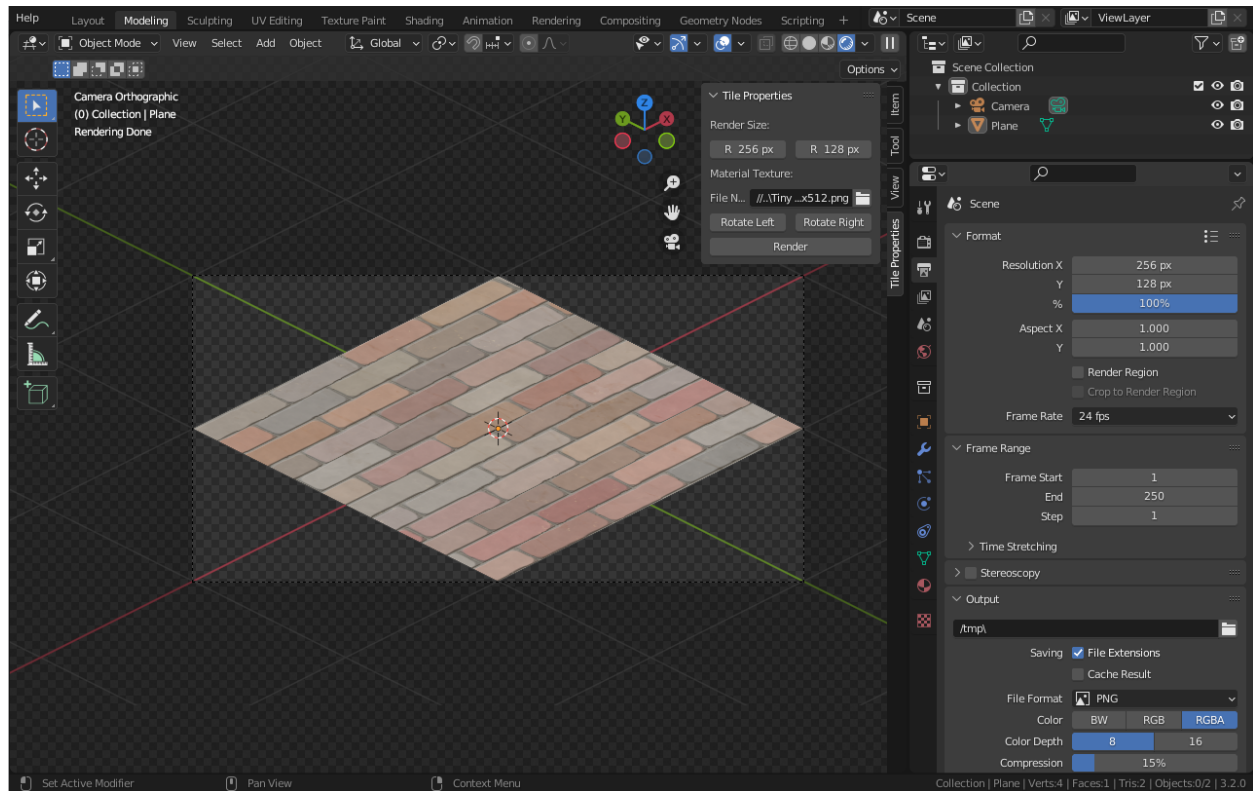 Help Layout Modeling Sculpting UV Editing Texture Paint Shading Animation Rendering Compositing Geometry Nodes Scripting + Scene ViewLayer
Object Mode View Select Add Object Global
Options
Camera Orthographic
(0) Collection | Plane
Rendering Done
Z
Y
X
Tile Properties
Render Size:
R 256 px R 128 px
Material Texture:
File N... //..\Tiny ...x512.png
Rotate Left Rotate Right
Render
Item
Tool
View
Tile Properties
Scene Collection
Collection
Camera
Plane
Scene
Format
Resolution X 256 px
Y 128 px
% 100%
Aspect X 1.000
Y 1.000
Render Region
Crop to Render Region
Frame Rate 24 fps
Frame Range
Frame Start 1
End 250
Step 1
Time Stretching
Stereoscopy
Output
/tmp\
Saving File Extensions
Cache Result
File Format PNG
Color BW RGB RGBA
Color Depth 8 16
Compression 15%
Set Active Modifier Pan View Context Menu Collection | Plane | Verts:4 | Faces:1 | Tris:2 | Objects:0/2 | 3.2.0